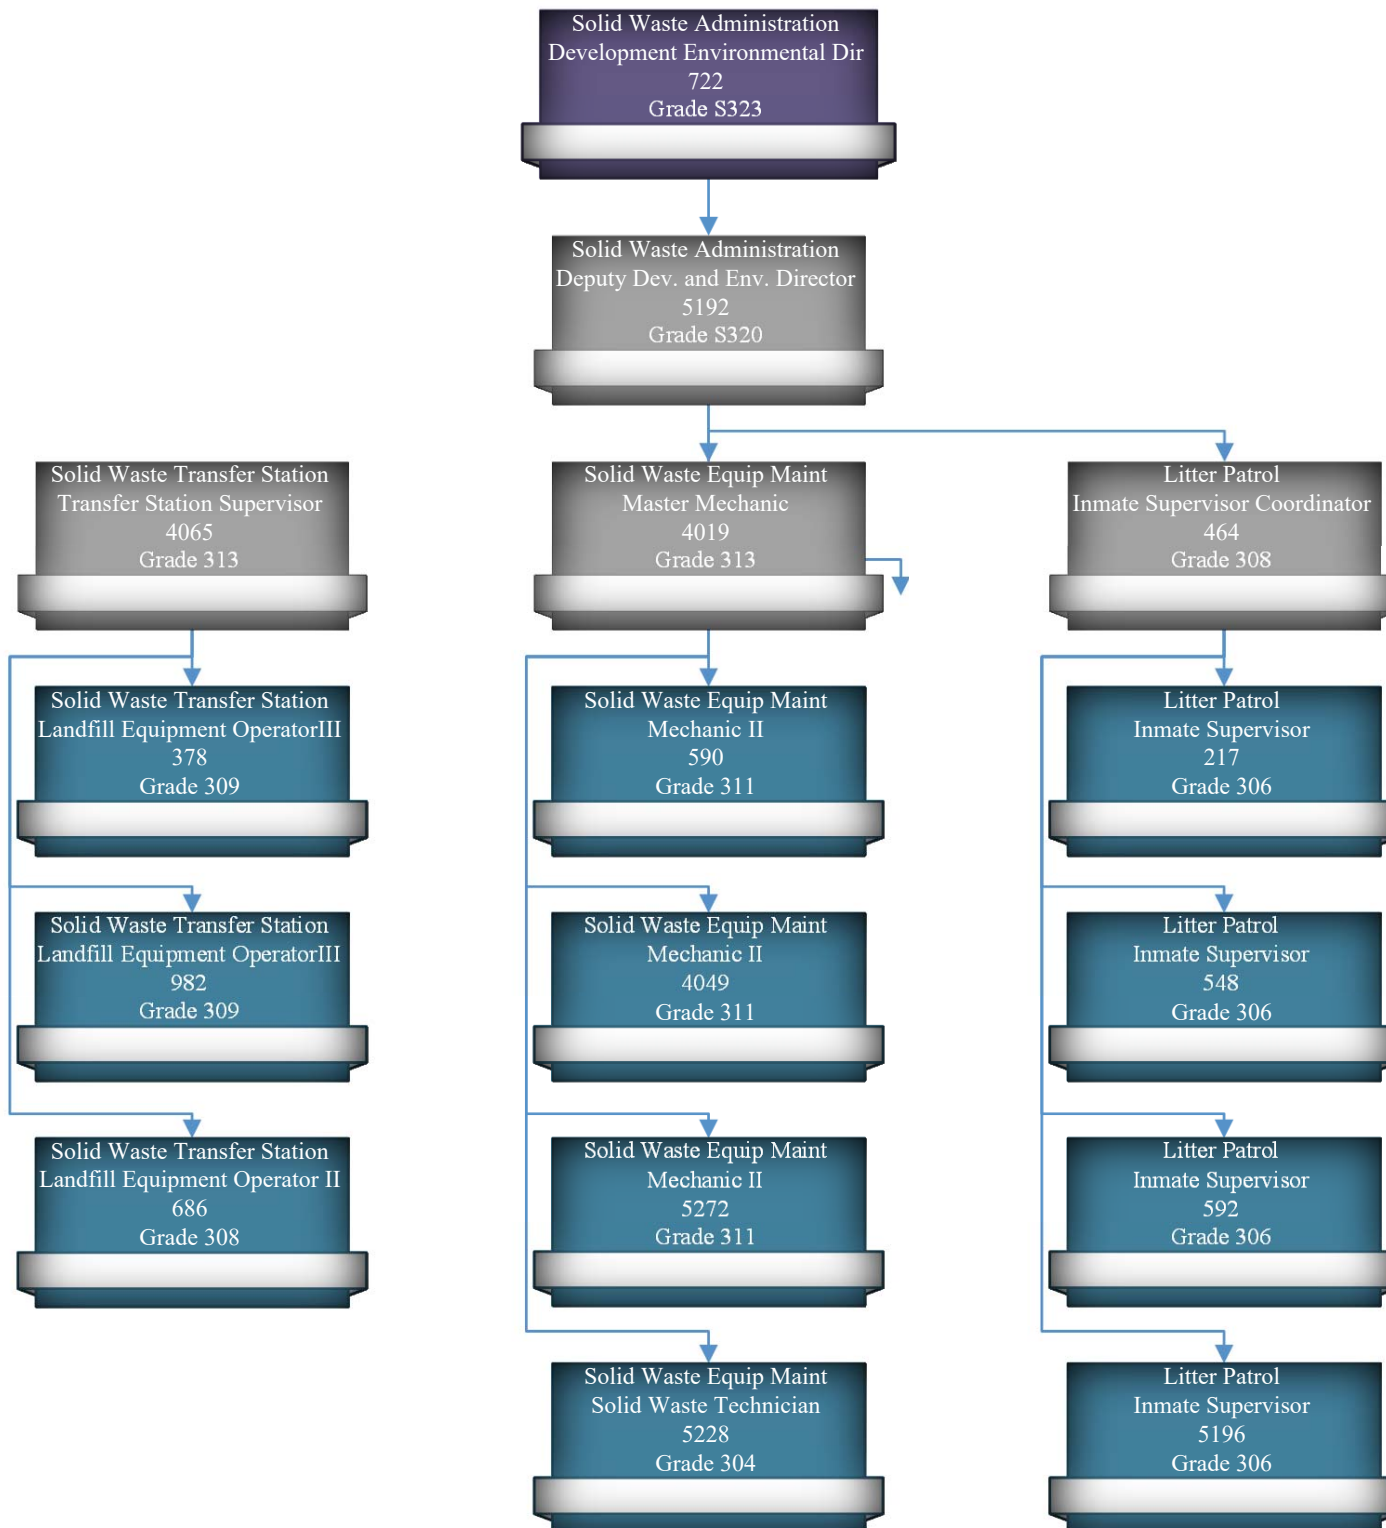 Solid Waste Administration
Development Environmental Dir
722
Grade S323
Solid Waste Administration
Deputy Dev. and Env. Director
5192
Grade S320
Solid Waste Transfer Station
Transfer Station Supervisor
4065
Grade 313
Solid Waste Equip Maint
Master Mechanic
4019
Grade 313
Litter Patrol
Inmate Supervisor Coordinator
464
Grade 308
Solid Waste Transfer Station
Landfill Equipment OperatorIII
378
Grade 309
Solid Waste Equip Maint
Mechanic II
590
Grade 311
Litter Patrol
Inmate Supervisor
217
Grade 306
Solid Waste Transfer Station
Landfill Equipment OperatorIII
982
Grade 309
Solid Waste Equip Maint
Mechanic II
4049
Grade 311
Litter Patrol
Inmate Supervisor
548
Grade 306
Solid Waste Transfer Station
Landfill Equipment Operator II
686
Grade 308
Solid Waste Equip Maint
Mechanic II
5272
Grade 311
Litter Patrol
Inmate Supervisor
592
Grade 306
Solid Waste Equip Maint
Solid Waste Technician
5228
Grade 304
Litter Patrol
Inmate Supervisor
5196
Grade 306